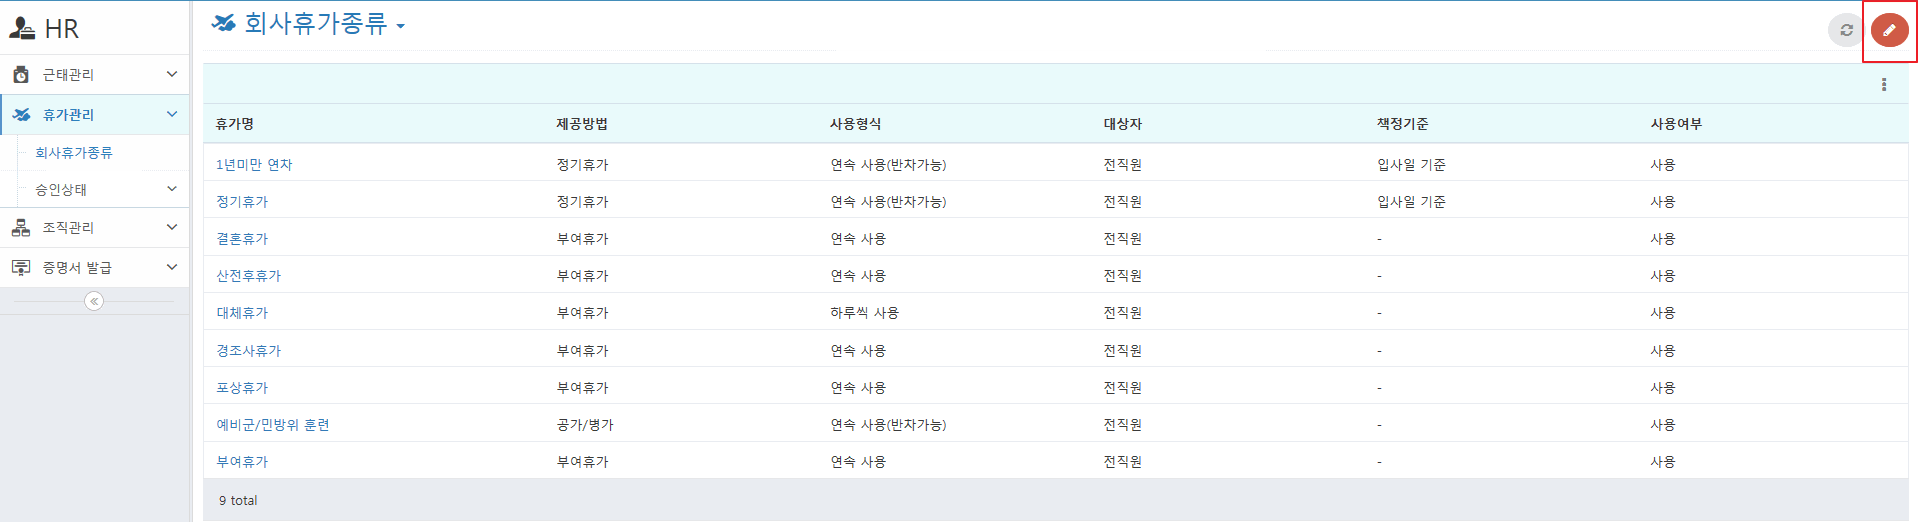 HR
근태관리
휴가관리
회사휴가종류
승인상태
조직관리
증명서 발급
회사휴가종류
휴가명 제공방법 사용형식 대상자 책정기준 사용여부
1년미만 연차 정기휴가 연속 사용(반차가능) 전직원 입사일 기준 사용
정기휴가 정기휴가 연속 사용(반차가능) 전직원 입사일 기준 사용
결혼휴가 부여휴가 연속 사용 전직원 - 사용
산전후휴가 부여휴가 연속 사용 전직원 - 사용
대체휴가 부여휴가 하루씩 사용 전직원 - 사용
경조사휴가 부여휴가 연속 사용 전직원 - 사용
포상휴가 부여휴가 연속 사용 전직원 - 사용
예비군/민방위 훈련 공가/병가 연속 사용(반차가능) 전직원 - 사용
부여휴가 부여휴가 연속 사용 전직원 - 사용
9 total